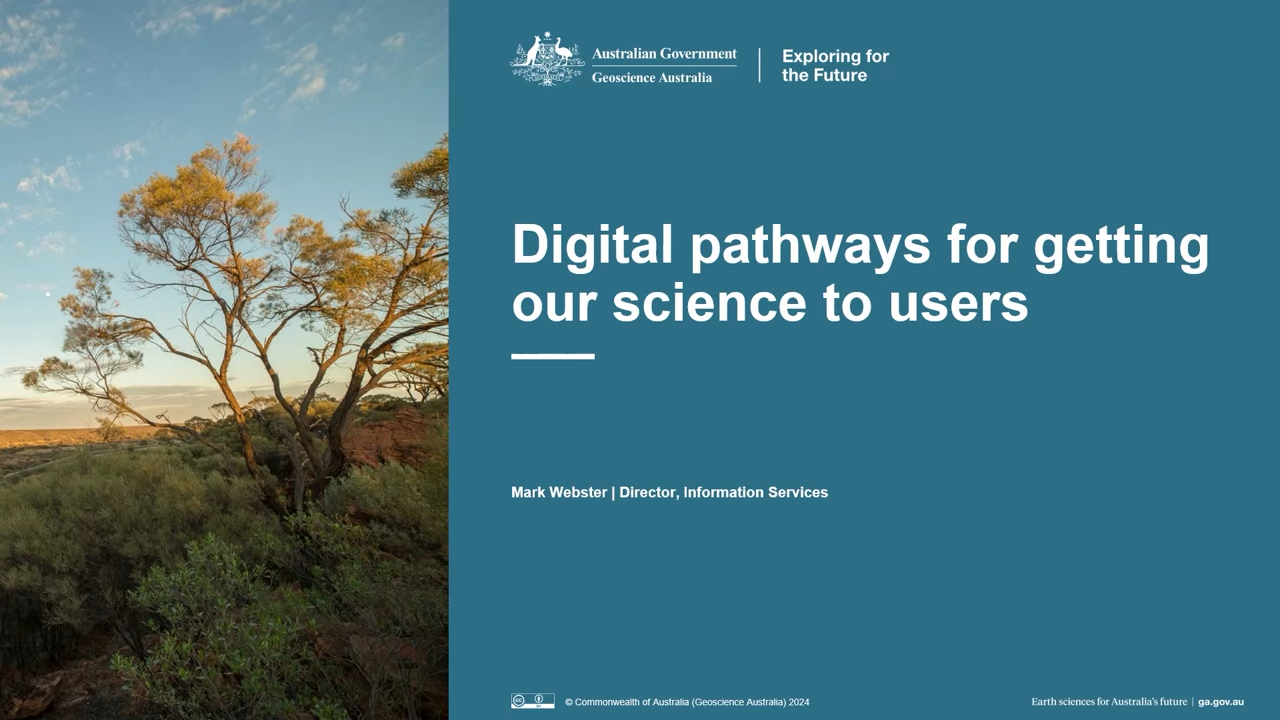 Australian Government
Geoscience Australia
Exploring for
the Future
Digital pathways for getting
our science to users
Mark Webster | Director, Information Services
© Commonwealth of Australia (Geoscience Australia) 2024
Earth sciences for Australia's future | ga.gov.au